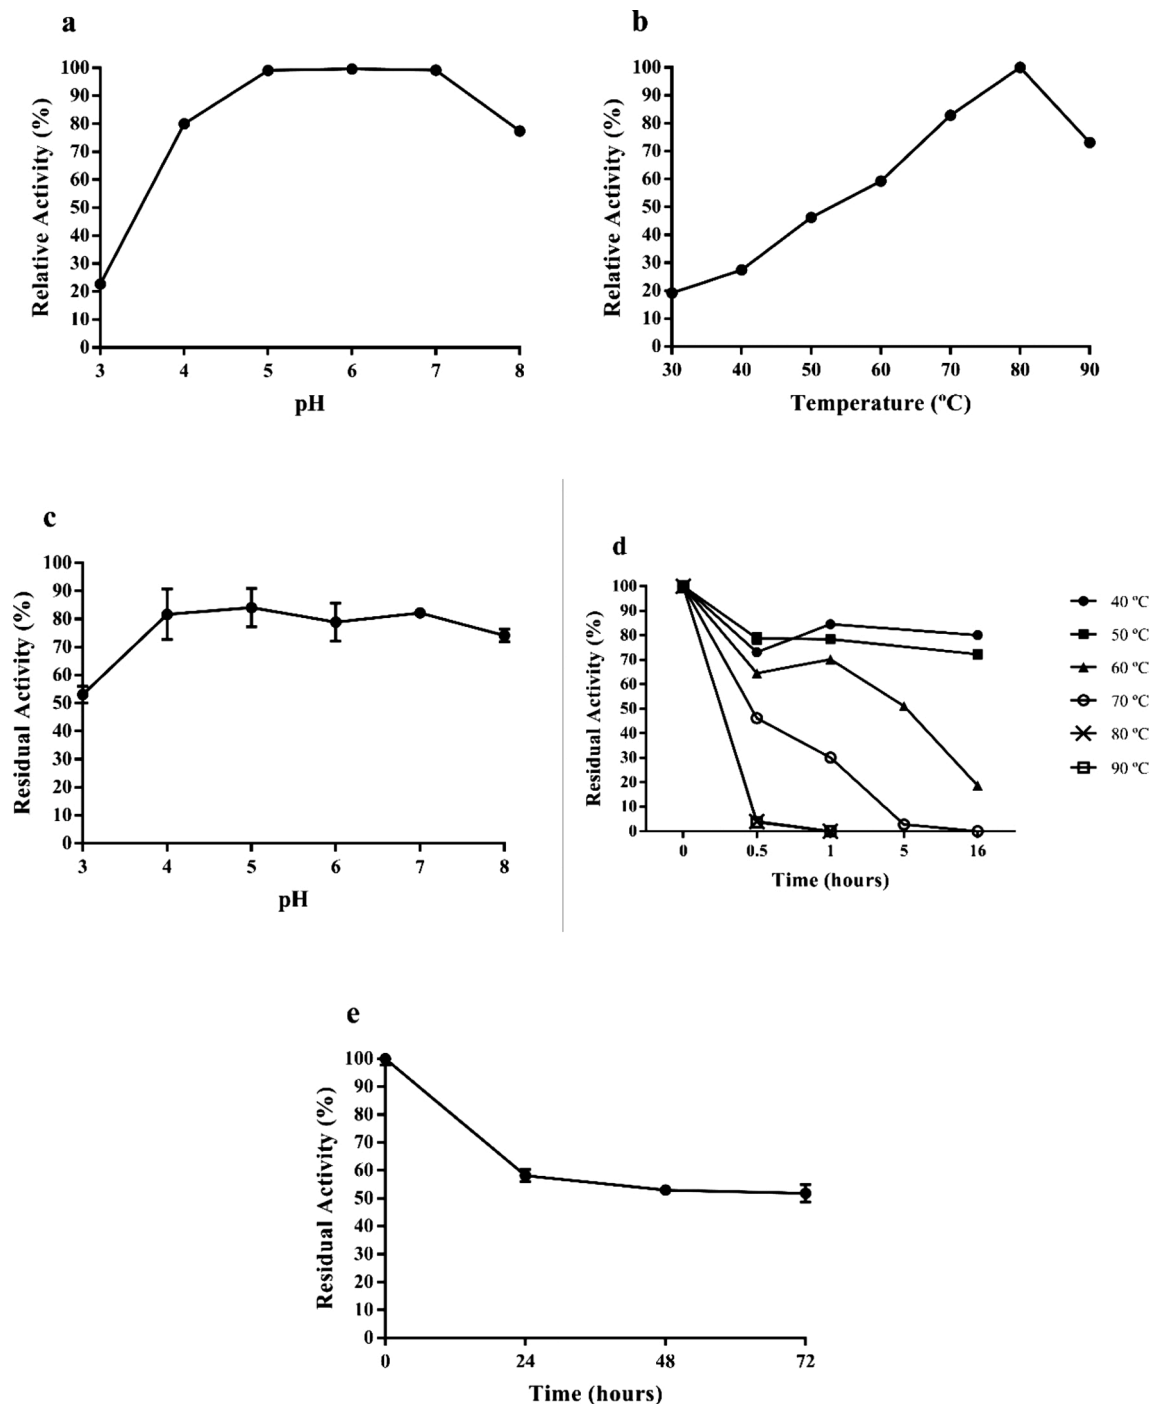 a
100
90
80
70
60
50
40
30
20
10
0
Relative Activity (%)
3 4 5 6 7 8
pH
b
100
90
80
70
60
50
40
30
20
10
0
Relative Activity (%)
30 40 50 60 70 80 90
Temperature (ºC)
c
100
90
80
70
60
50
40
30
20
10
0
Residual Activity (%)
3 4 5 6 7 8
pH
d
100
90
80
70
60
50
40
30
20
10
0
Residual Activity (%)
0 0.5 1 5 16
Time (hours)
40 ºC
50 ºC
60 ºC
70 ºC
80 ºC
90 ºC
e
100
90
80
70
60
50
40
30
20
10
0
Residual Activity (%)
0 24 48 72
Time (hours)